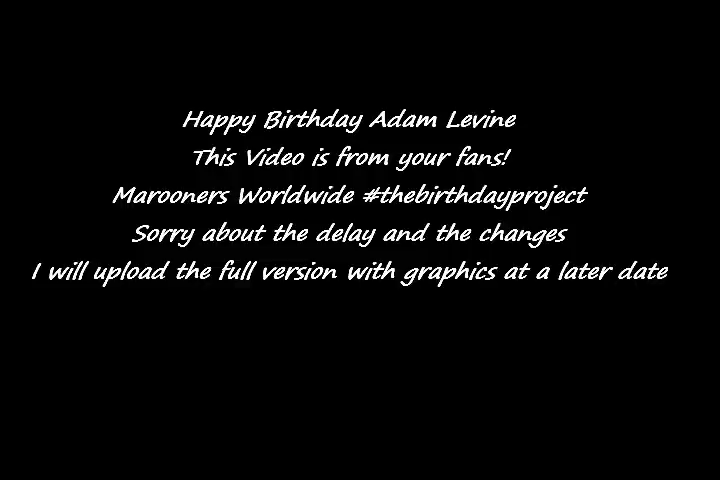 Happy Birthday Adam Levine
This Video is from your fans!
Marooners Worldwide #thebirthdayproject
Sorry about the delay and the changes
I will upload the full version with graphics at a later date